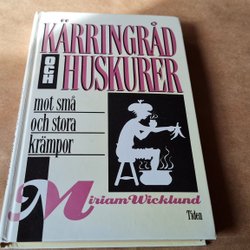 KÄRRINGRÅD
OCH
HUSKURER
mot små
och stora
krämpor
Miriam Wicklund
Tiden